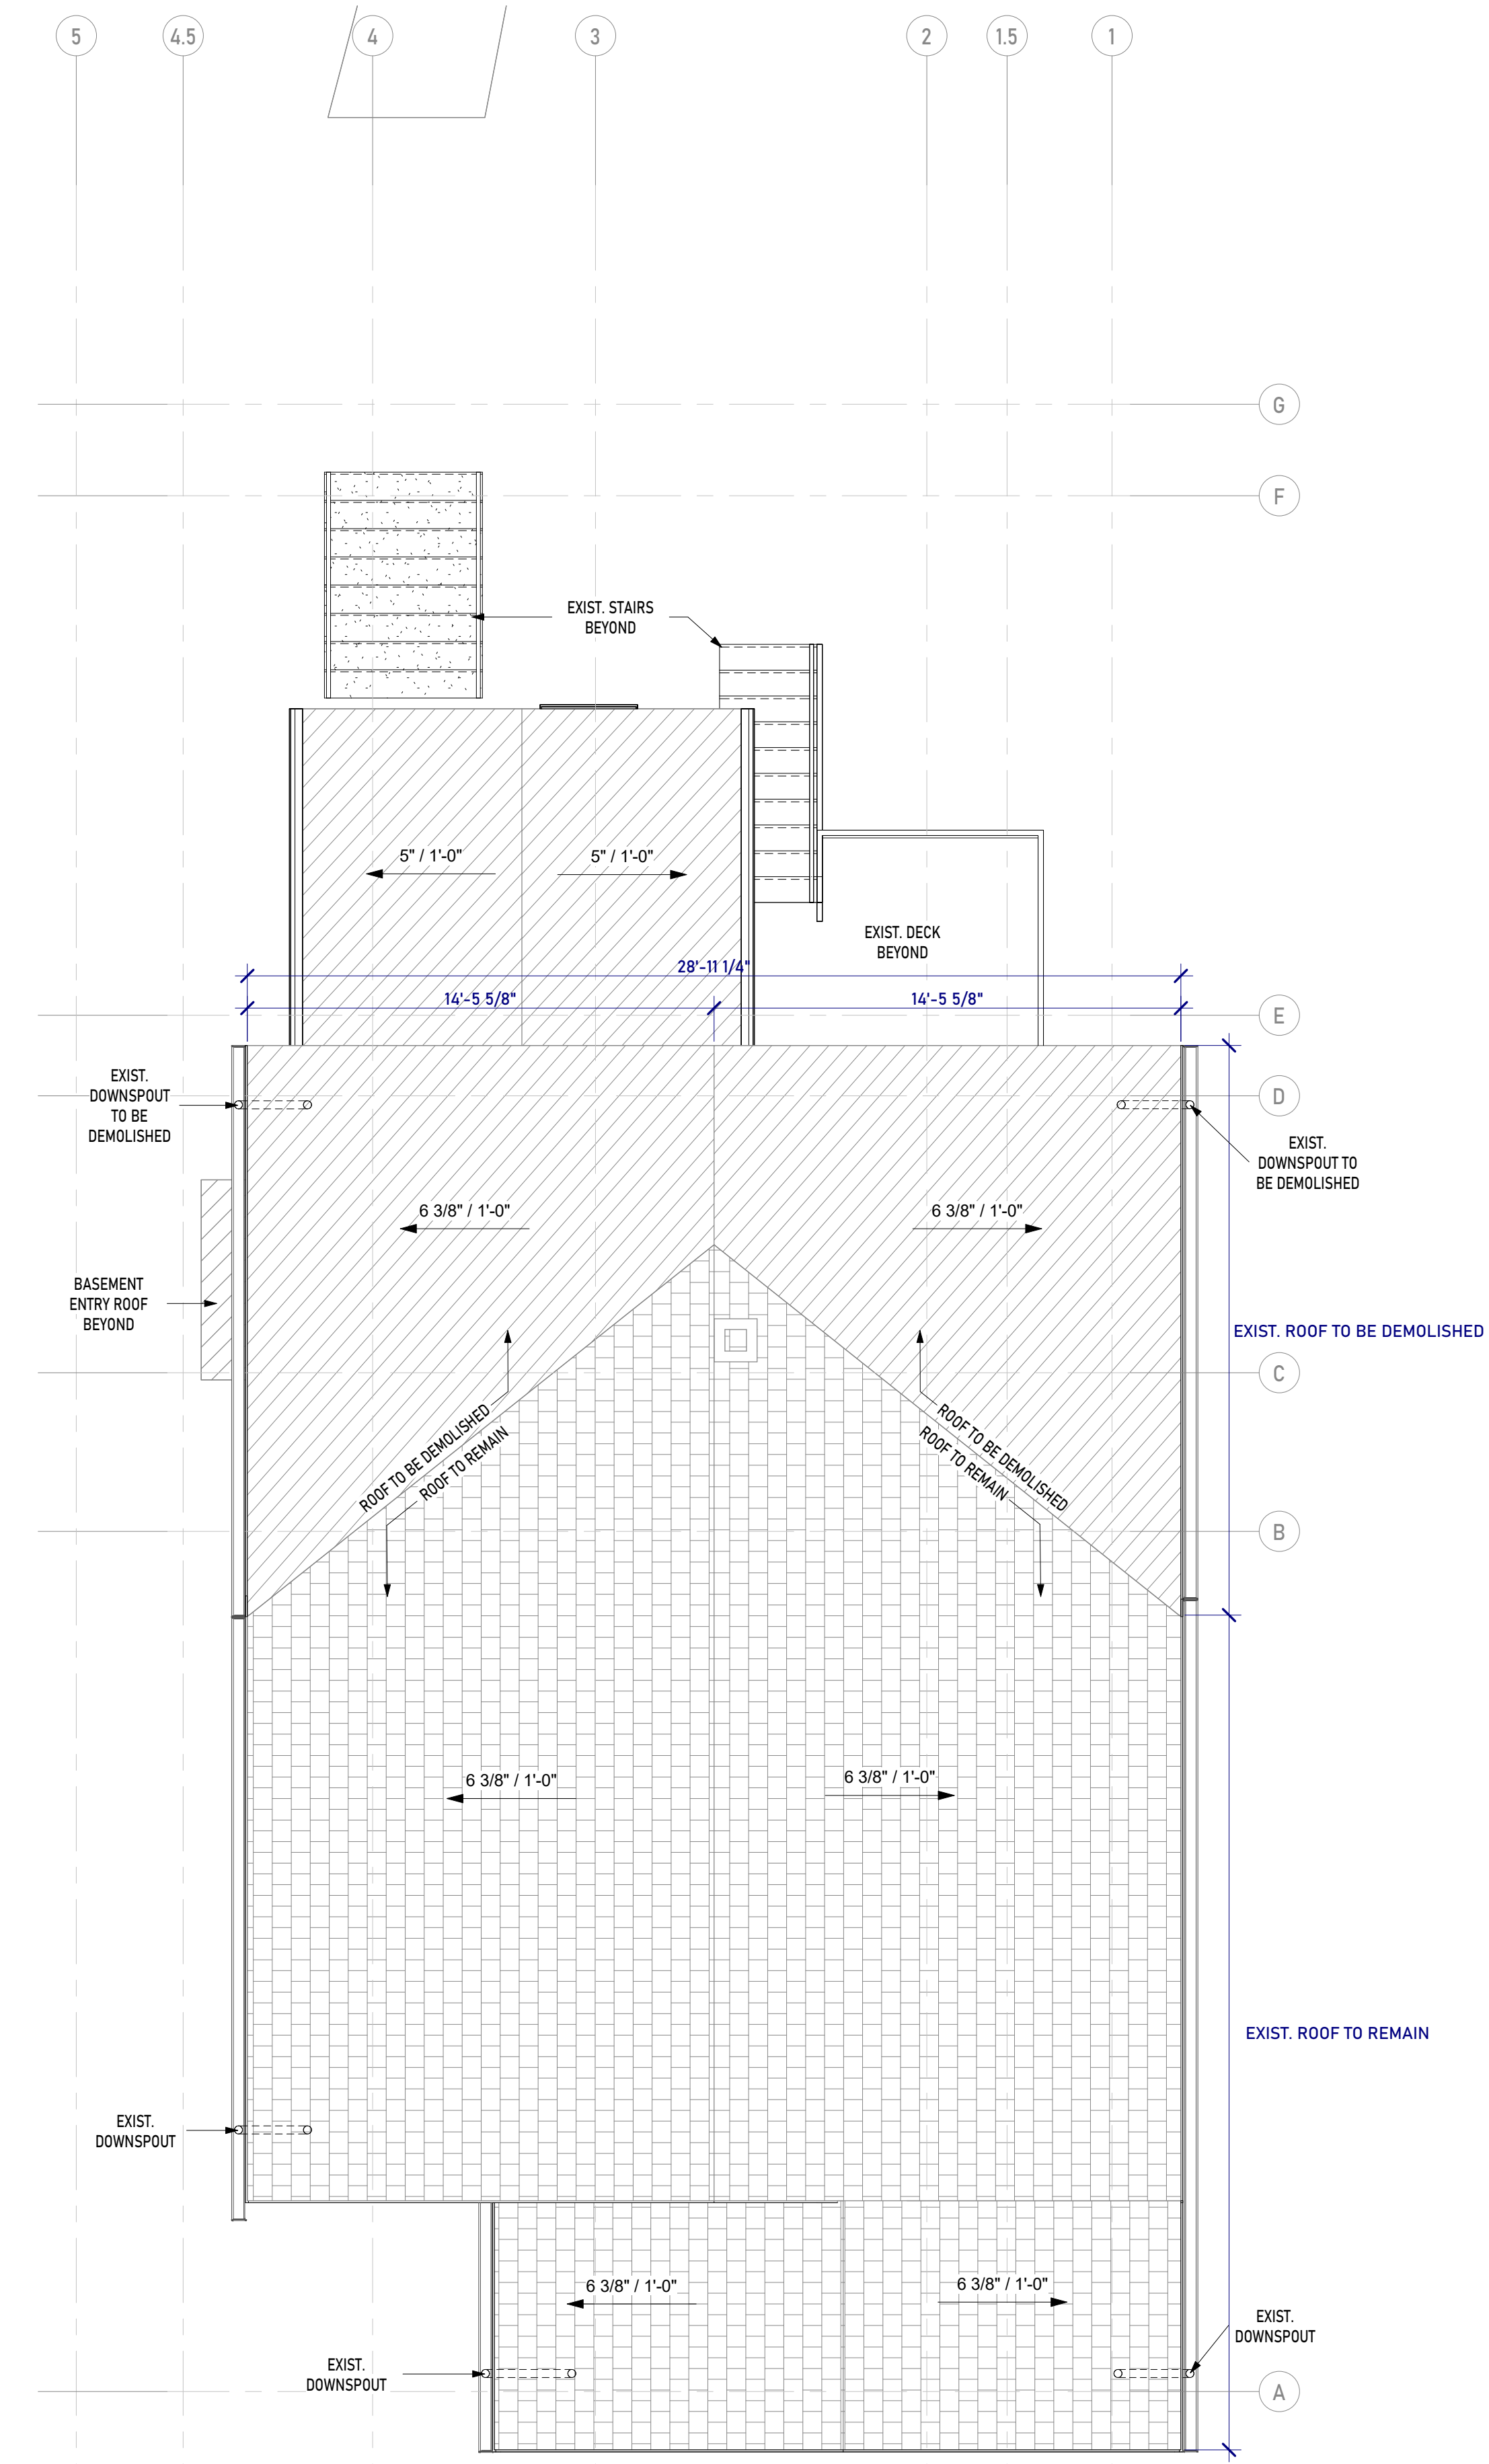 5
4.5
4
3
2
1.5
1
G
F
EXIST. STAIRS
BEYOND
5" / 1'-0"
5" / 1'-0"
EXIST. DECK
BEYOND
28'-11 1/4"
14'-5 5/8"
14'-5 5/8"
E
EXIST.
DOWNSPOUT
TO BE
DEMOLISHED
D
EXIST.
DOWNSPOUT TO
BE DEMOLISHED
6 3/8" / 1'-0"
6 3/8" / 1'-0"
BASEMENT
ENTRY ROOF
BEYOND
EXIST. ROOF TO BE DEMOLISHED
C
ROOF TO BE DEMOLISHED
ROOF TO REMAIN
ROOF TO BE DEMOLISHED
ROOF TO REMAIN
B
6 3/8" / 1'-0"
6 3/8" / 1'-0"
EXIST. ROOF TO REMAIN
EXIST.
DOWNSPOUT
6 3/8" / 1'-0"
6 3/8" / 1'-0"
EXIST.
DOWNSPOUT
EXIST.
DOWNSPOUT
A